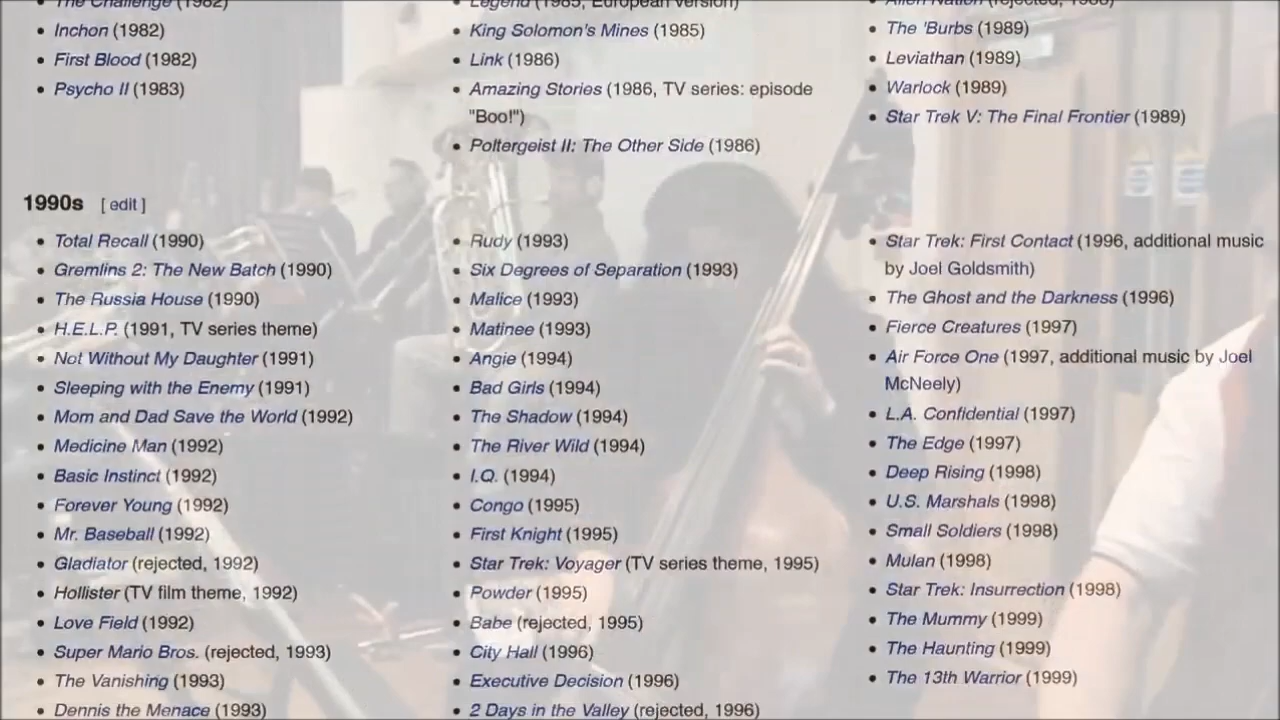 The Challenge (1982)
Inchon (1982)
First Blood (1982)
Psycho II (1983)
Legend (1985, European version)
King Solomon's Mines (1985)
Link (1986)
Amazing Stories (1986, TV series: episode
"Boo!")
Poltergeist II: The Other Side (1986)
Alien Nation (rejected, 1988)
The 'Burbs (1989)
Leviathan (1989)
Warlock (1989)
Star Trek V: The Final Frontier (1989)
1990s [ edit ]
Total Recall (1990)
Gremlins 2: The New Batch (1990)
The Russia House (1990)
H.E.L.P. (1991, TV series theme)
Not Without My Daughter (1991)
Sleeping with the Enemy (1991)
Mom and Dad Save the World (1992)
Medicine Man (1992)
Basic Instinct (1992)
Forever Young (1992)
Mr. Baseball (1992)
Gladiator (rejected, 1992)
Hollister (TV film theme, 1992)
Love Field (1992)
Super Mario Bros. (rejected, 1993)
The Vanishing (1993)
Dennis the Menace (1993)
Rudy (1993)
Six Degrees of Separation (1993)
Malice (1993)
Matinee (1993)
Angie (1994)
Bad Girls (1994)
The Shadow (1994)
The River Wild (1994)
I.Q. (1994)
Congo (1995)
First Knight (1995)
Star Trek: Voyager (TV series theme, 1995)
Powder (1995)
Babe (rejected, 1995)
City Hall (1996)
Executive Decision (1996)
2 Days in the Valley (rejected, 1996)
Star Trek: First Contact (1996, additional music
by Joel Goldsmith)
The Ghost and the Darkness (1996)
Fierce Creatures (1997)
Air Force One (1997, additional music by Joel
McNeely)
L.A. Confidential (1997)
The Edge (1997)
Deep Rising (1998)
U.S. Marshals (1998)
Small Soldiers (1998)
Mulan (1998)
Star Trek: Insurrection (1998)
The Mummy (1999)
The Haunting (1999)
The 13th Warrior (1999)